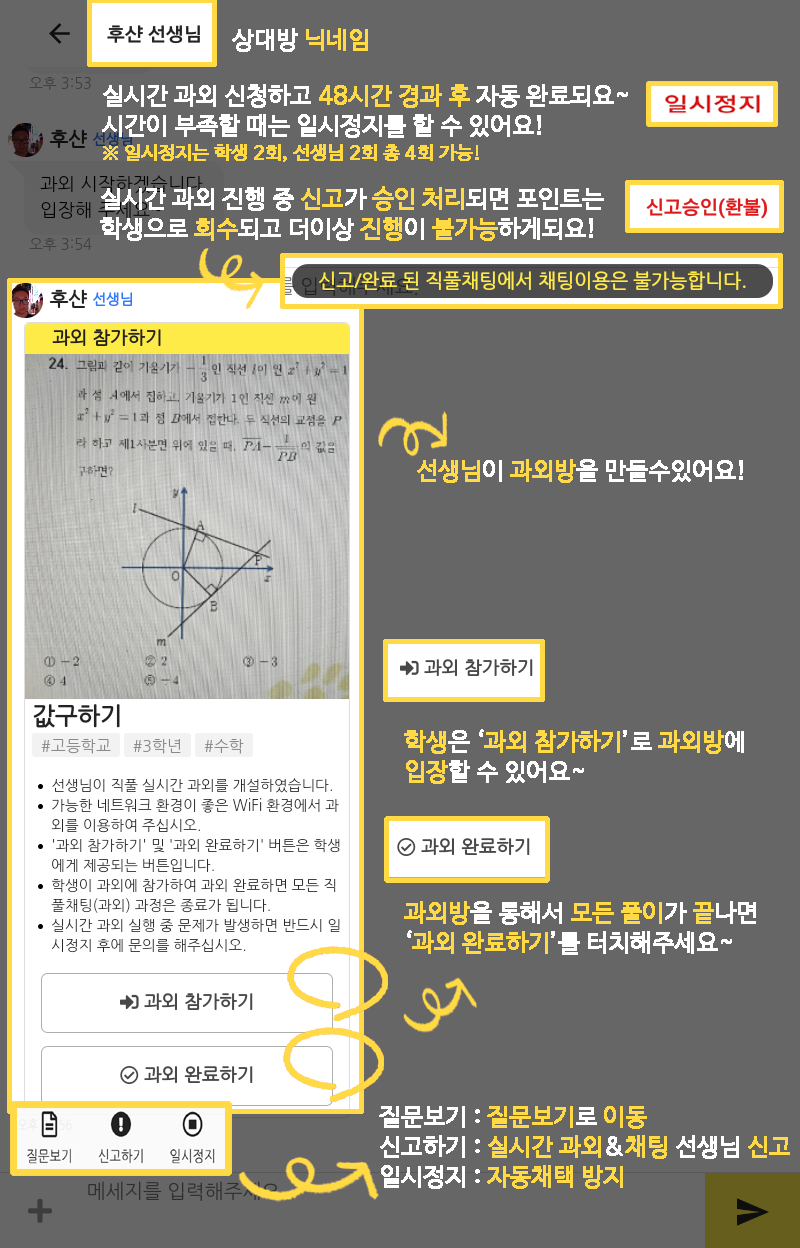 후샨 선생님
상대방 닉네임
오후 3:53
실시간 과외 신청하고 48시간 경과 후 자동 완료되요~
시간이 부족할 때는 일시정지를 할 수 있어요!
※ 일시정지는 학생 2회, 선생님 2회 총 4회 가능!
일시정지
후샨 선생님
과외 시작하겠습니다
입장해 주세요~
오후 3:54
실시간 과외 진행 중 신고가 승인 처리되면 포인트는
학생으로 회수되고 더이상 진행이 불가능하게되요!
신고승인(환불)
신고/완료 된 직풀채팅에서 채팅이용은 불가능합니다.
후샨 선생님
과외 참가하기
24. 그림과 같이 기울기가 -1/3인 직선 l이 원 x²+y²=1
과 점 A에서 접하고, 기울기가 1인 직선 m이 원
x²+y²=1과 점 B에서 접한다. 두 직선의 교점을 P
라 하고 제1사분면 위에 있을 때, PA-1/PB의 값을
구하면?
y
l
A
P
O
x
B
m
① -2 ② 2 ③ -3
④ 4 ⑤ -4
선생님이 과외방을 만들수있어요!
값구하기
#고등학교 #3학년 #수학
선생님이 직풀 실시간 과외를 개설하였습니다.
가능한 네트워크 환경이 좋은 WiFi 환경에서 과
외를 이용하여 주십시오.
'과외 참가하기' 및 '과외 완료하기' 버튼은 학생
에게 제공되는 버튼입니다.
학생이 과외에 참가하여 과외 완료하면 모든 직
풀채팅(과외) 과정은 종료가 됩니다.
실시간 과외 실행 중 문제가 발생하면 반드시 일
시정지 후에 문의를 해주십시오.
과외 참가하기
과외 완료하기
과외 참가하기
학생은 ‘과외 참가하기’로 과외방에
입장할 수 있어요~
과외 완료하기
과외방을 통해서 모든 풀이가 끝나면
‘과외 완료하기’를 터치해주세요~
질문보기 신고하기 일시정지
질문보기 : 질문보기로 이동
신고하기 : 실시간 과외&채팅 선생님 신고
일시정지 : 자동채택 방지
메세지를 입력해주세요